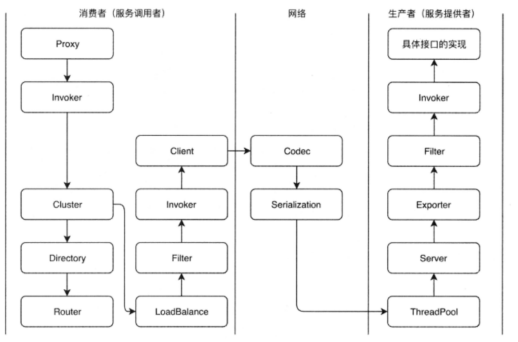 消费者（服务调用者）
网络
生产者（服务提供者）
Proxy
Invoker
Cluster
Directory
Router
Client
Invoker
Filter
LoadBalance
Codec
Serialization
具体接口的实现
Invoker
Filter
Exporter
Server
ThreadPool